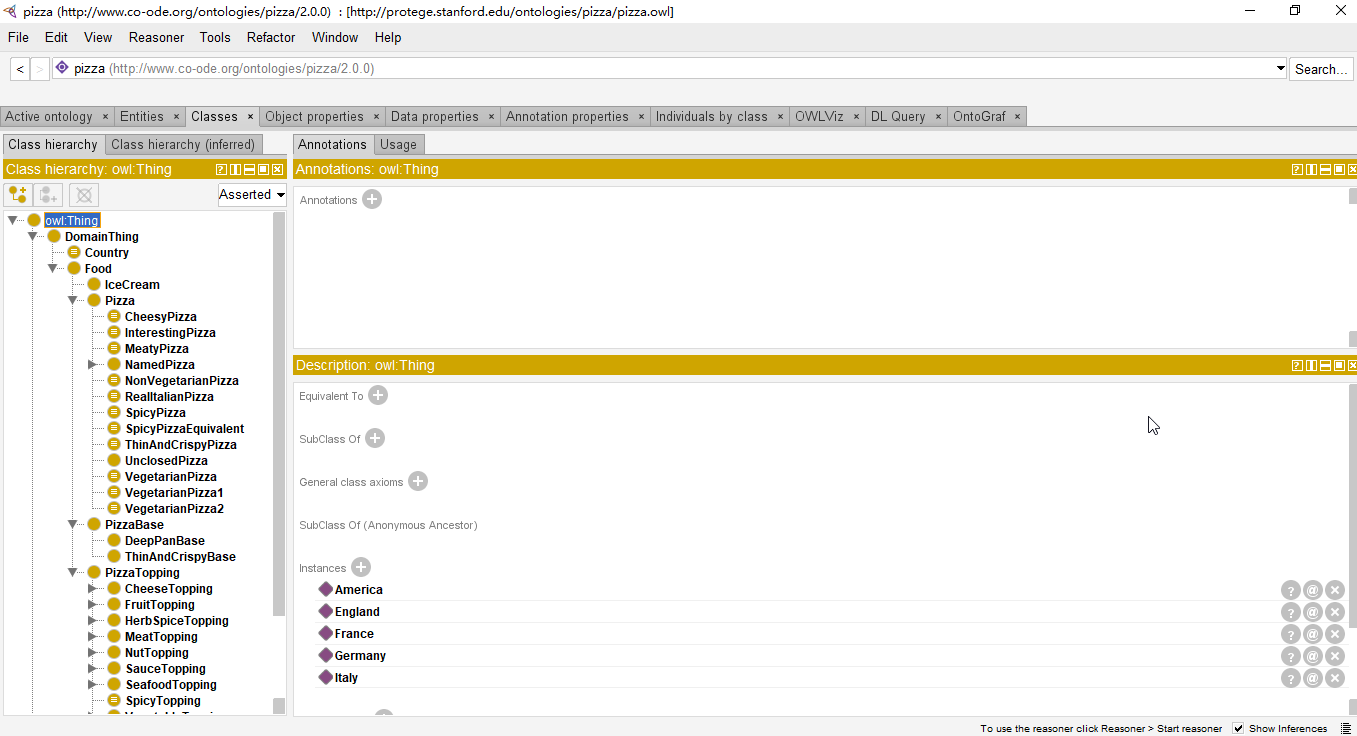 pizza (http://www.co-ode.org/ontologies/pizza/2.0.0) : [http://protege.stanford.edu/ontologies/pizza/pizza.owl]
File Edit View Reasoner Tools Refactor Window Help
< > pizza (http://www.co-ode.org/ontologies/pizza/2.0.0) Search...
Active ontology × Entities × Classes × Object properties × Data properties × Annotation properties × Individuals by class × OWLViz × DL Query × OntoGraf ×
Class hierarchy Class hierarchy (inferred)
Class hierarchy: owl:Thing
Asserted
owl:Thing
DomainThing
Country
Food
IceCream
Pizza
CheesyPizza
InterestingPizza
MeatyPizza
NamedPizza
NonVegetarianPizza
RealItalianPizza
SpicyPizza
SpicyPizzaEquivalent
ThinAndCrispyPizza
UnclosedPizza
VegetarianPizza
VegetarianPizza1
VegetarianPizza2
PizzaBase
DeepPanBase
ThinAndCrispyBase
PizzaTopping
CheeseTopping
FruitTopping
HerbSpiceTopping
MeatTopping
NutTopping
SauceTopping
SeafoodTopping
SpicyTopping
Annotations Usage
Annotations: owl:Thing
Annotations
Description: owl:Thing
Equivalent To
SubClass Of
General class axioms
SubClass Of (Anonymous Ancestor)
Instances
America
England
France
Germany
Italy
To use the reasoner click Reasoner > Start reasoner Show Inferences